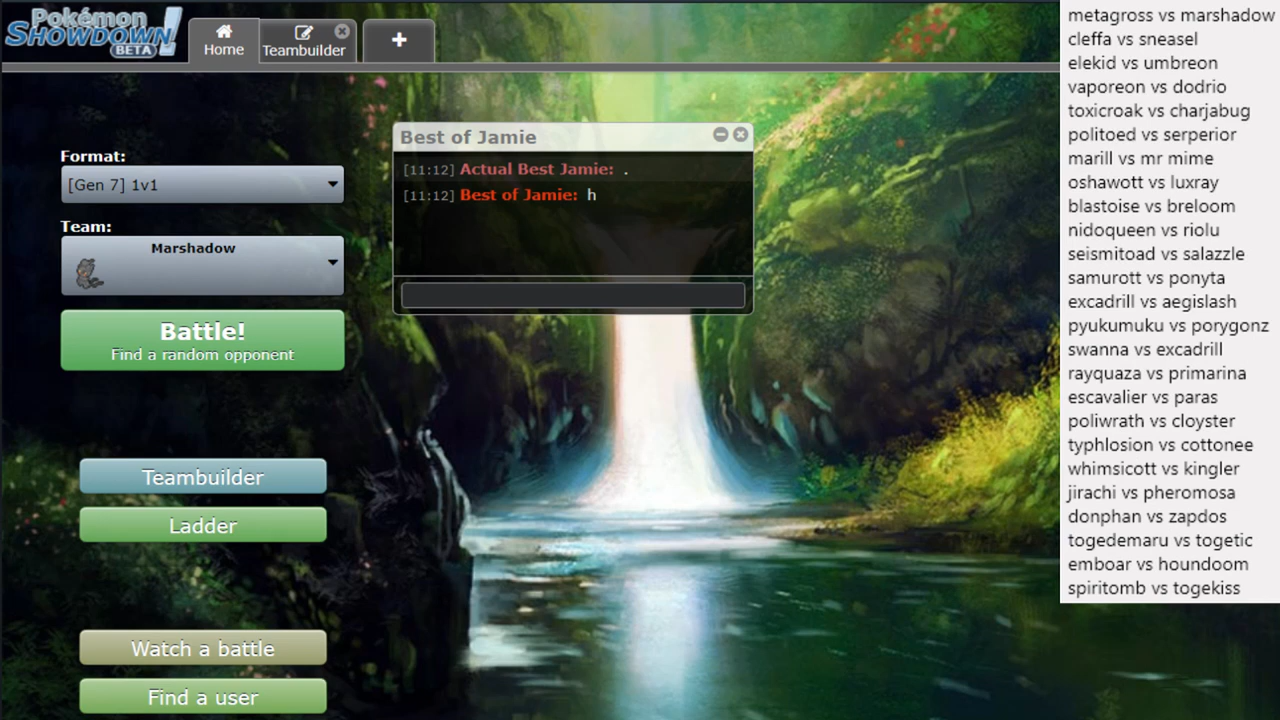 Pokémon
SHOWDOWN!
BETA
Home
Teambuilder
+
Format:
[Gen 7] 1v1
Team:
Marshadow
Battle!
Find a random opponent
Teambuilder
Ladder
Watch a battle
Find a user
Best of Jamie
[11:12] Actual Best Jamie: .
[11:12] Best of Jamie: h
metagross vs marshadow
cleffa vs sneasel
elekid vs umbreon
vaporeon vs dodrio
toxicroak vs charjabug
politoed vs serperior
marill vs mr mime
oshawott vs luxray
blastoise vs breloom
nidoqueen vs riolu
seismitoad vs salazzle
samurott vs ponyta
excadrill vs aegislash
pyukumuku vs porygonz
swanna vs excadrill
rayquaza vs primarina
escavalier vs paras
poliwrath vs cloyster
typhlosion vs cottonee
whimsicott vs kingler
jirachi vs pheromosa
donphan vs zapdos
togedemaru vs togetic
emboar vs houndoom
spiritomb vs togekiss